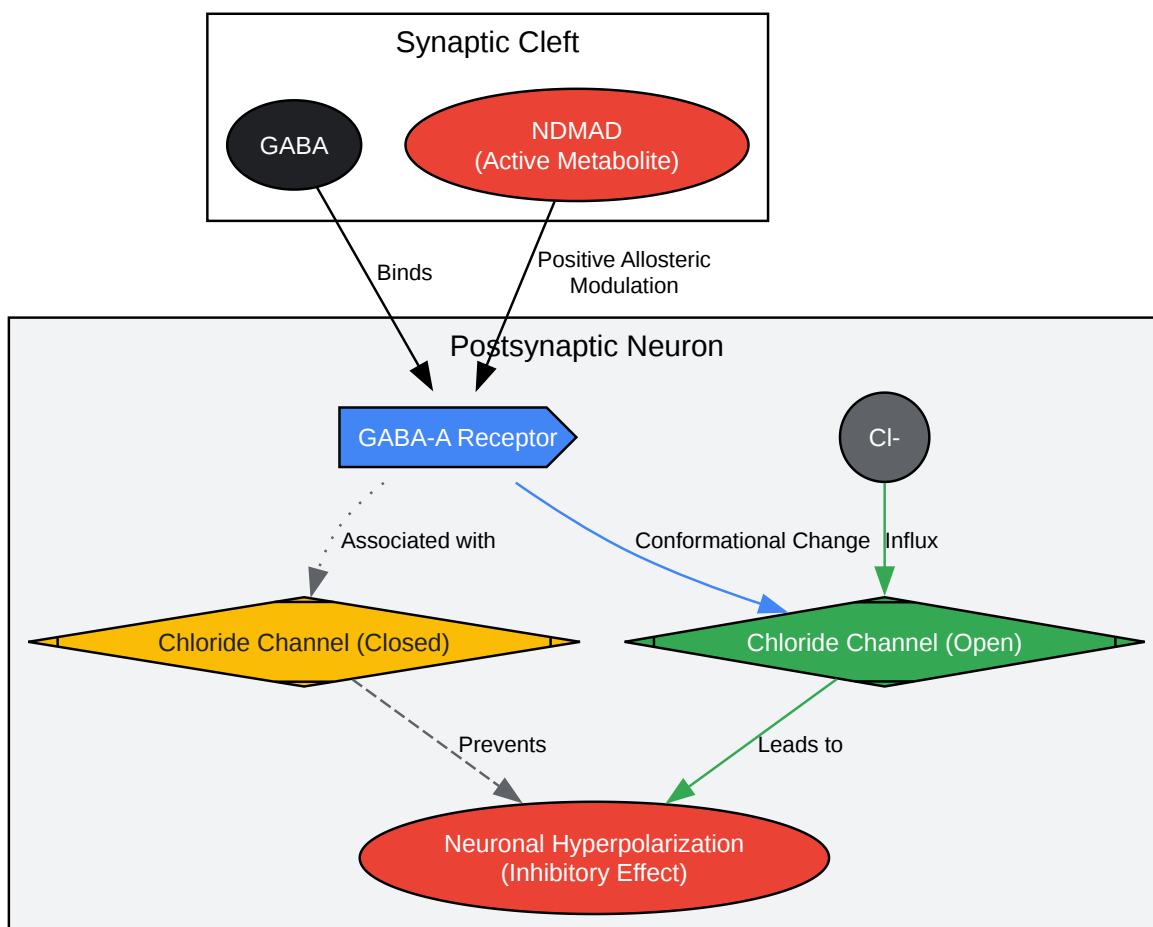 Synaptic Cleft
GABA
NDMAD
(Active Metabolite)
Binds
Positive Allosteric
Modulation
Postsynaptic Neuron
GABA-A Receptor
Cl-
Associated with
Conformational Change
Influx
Chloride Channel (Closed)
Chloride Channel (Open)
Prevents
Leads to
Neuronal Hyperpolarization
(Inhibitory Effect)